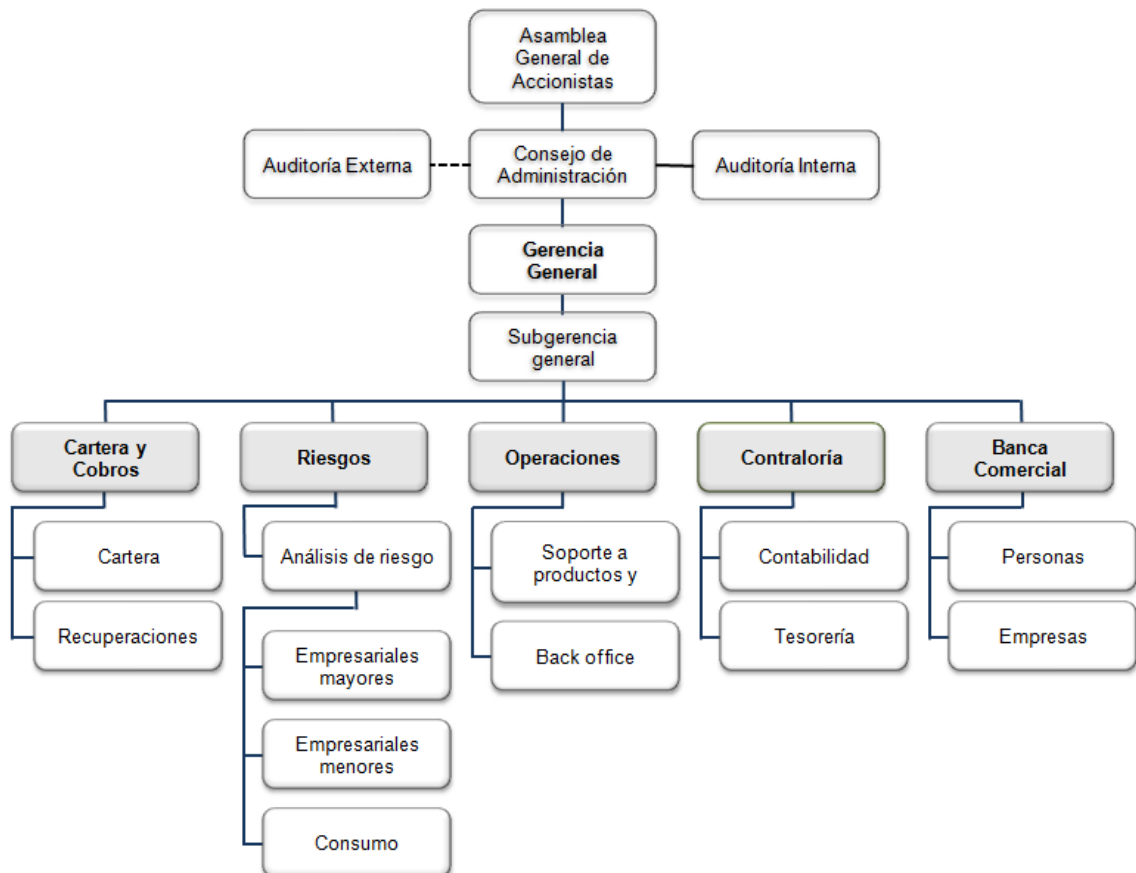 Asamblea
General de
Accionistas
Auditoría Externa
Consejo de
Administración
Auditoría Interna
Gerencia
General
Subgerencia
general
Cartera y
Cobros
Riesgos
Operaciones
Contraloría
Banca
Comercial
Cartera
Análisis de riesgo
Soporte a
productos y
Contabilidad
Personas
Recuperaciones
Empresariales
mayores
Back office
Tesorería
Empresas
Empresariales
menores
Consumo